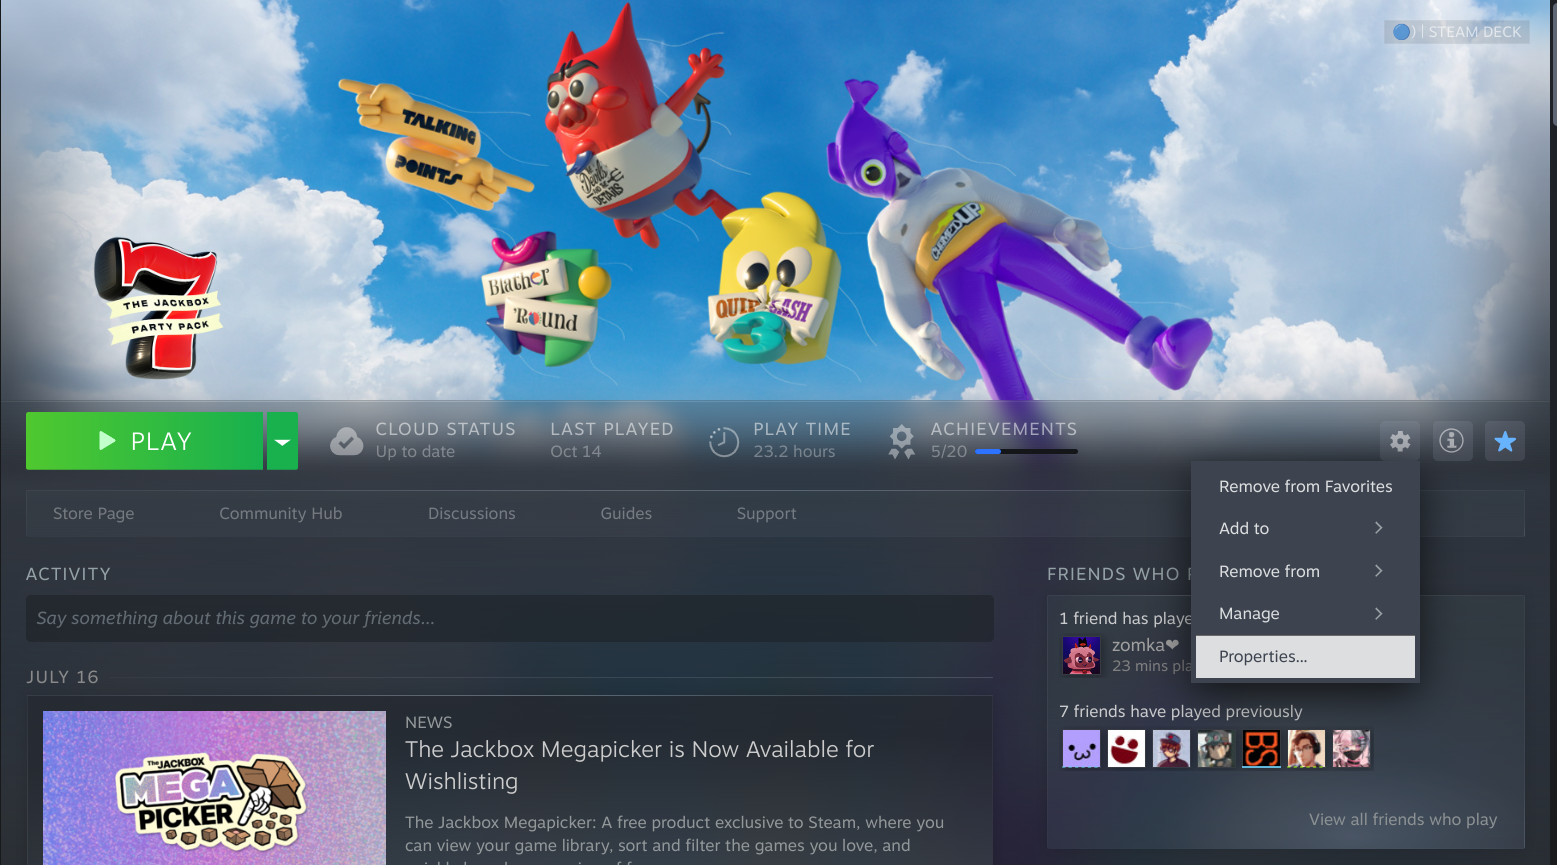 STEAM DECK
TALKING
POINTS
Devils
AND THE
DETAILS
CHAMP'D UP
Blather
'Round
QUIPLASH
3
THE JACKBOX
PARTY PACK
7
PLAY
CLOUD STATUS
Up to date
LAST PLAYED
Oct 14
PLAY TIME
23.2 hours
ACHIEVEMENTS
5/20
Remove from Favorites
Add to
Remove from
Manage
Properties...
Store Page
Community Hub
Discussions
Guides
Support
ACTIVITY
Say something about this game to your friends...
JULY 16
NEWS
The Jackbox Megapicker is Now Available for
Wishlisting
The Jackbox Megapicker: A free product exclusive to Steam, where you
can view your game library, sort and filter the games you love, and
The JACKBOX
MEGA
PICKER
FRIENDS WHO
1 friend has playe
zomka❤
23 mins pla
7 friends have played previously
View all friends who play